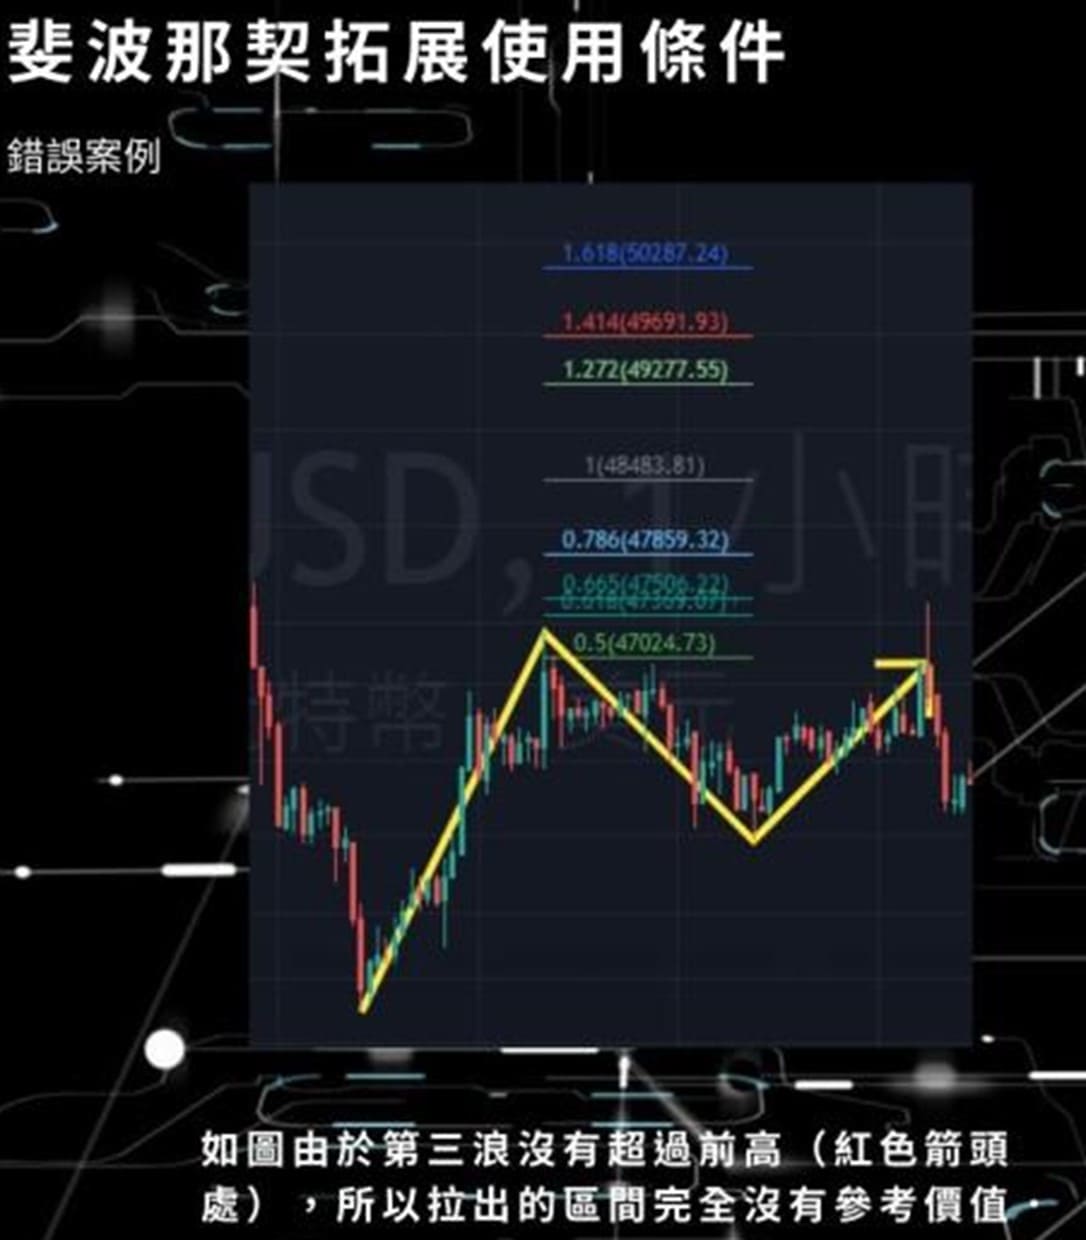 斐波那契拓展使用條件
錯誤案例
1.618(50287.24)
1.414(49691.93)
1.272(49277.55)
1(48483.81)
USD, 1小時
0.786(47859.32)
0.665(47506.22)
0.618(47369.07)
0.5(47024.73)
特幣 / 美元
如圖由於第三浪沒有超過前高（紅色箭頭
處），所以拉出的區間完全沒有參考價值。